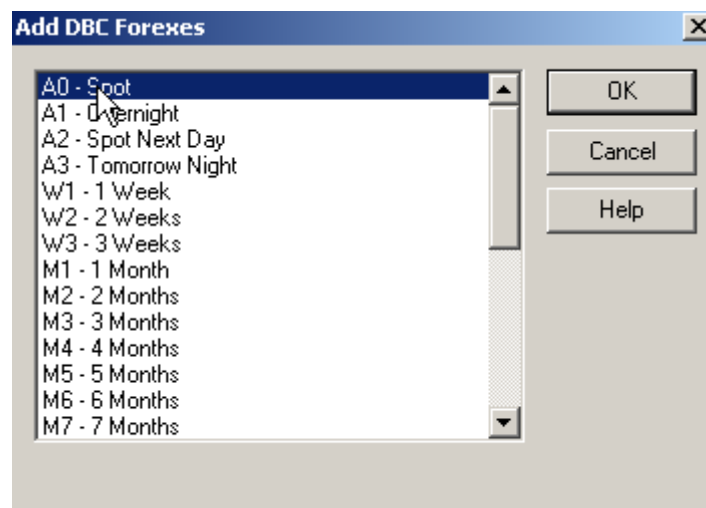 Add DBC Forexes
A0 - Spot
A1 - Overnight
A2 - Spot Next Day
A3 - Tomorrow Night
W1 - 1 Week
W2 - 2 Weeks
W3 - 3 Weeks
M1 - 1 Month
M2 - 2 Months
M3 - 3 Months
M4 - 4 Months
M5 - 5 Months
M6 - 6 Months
M7 - 7 Months
OK
Cancel
Help